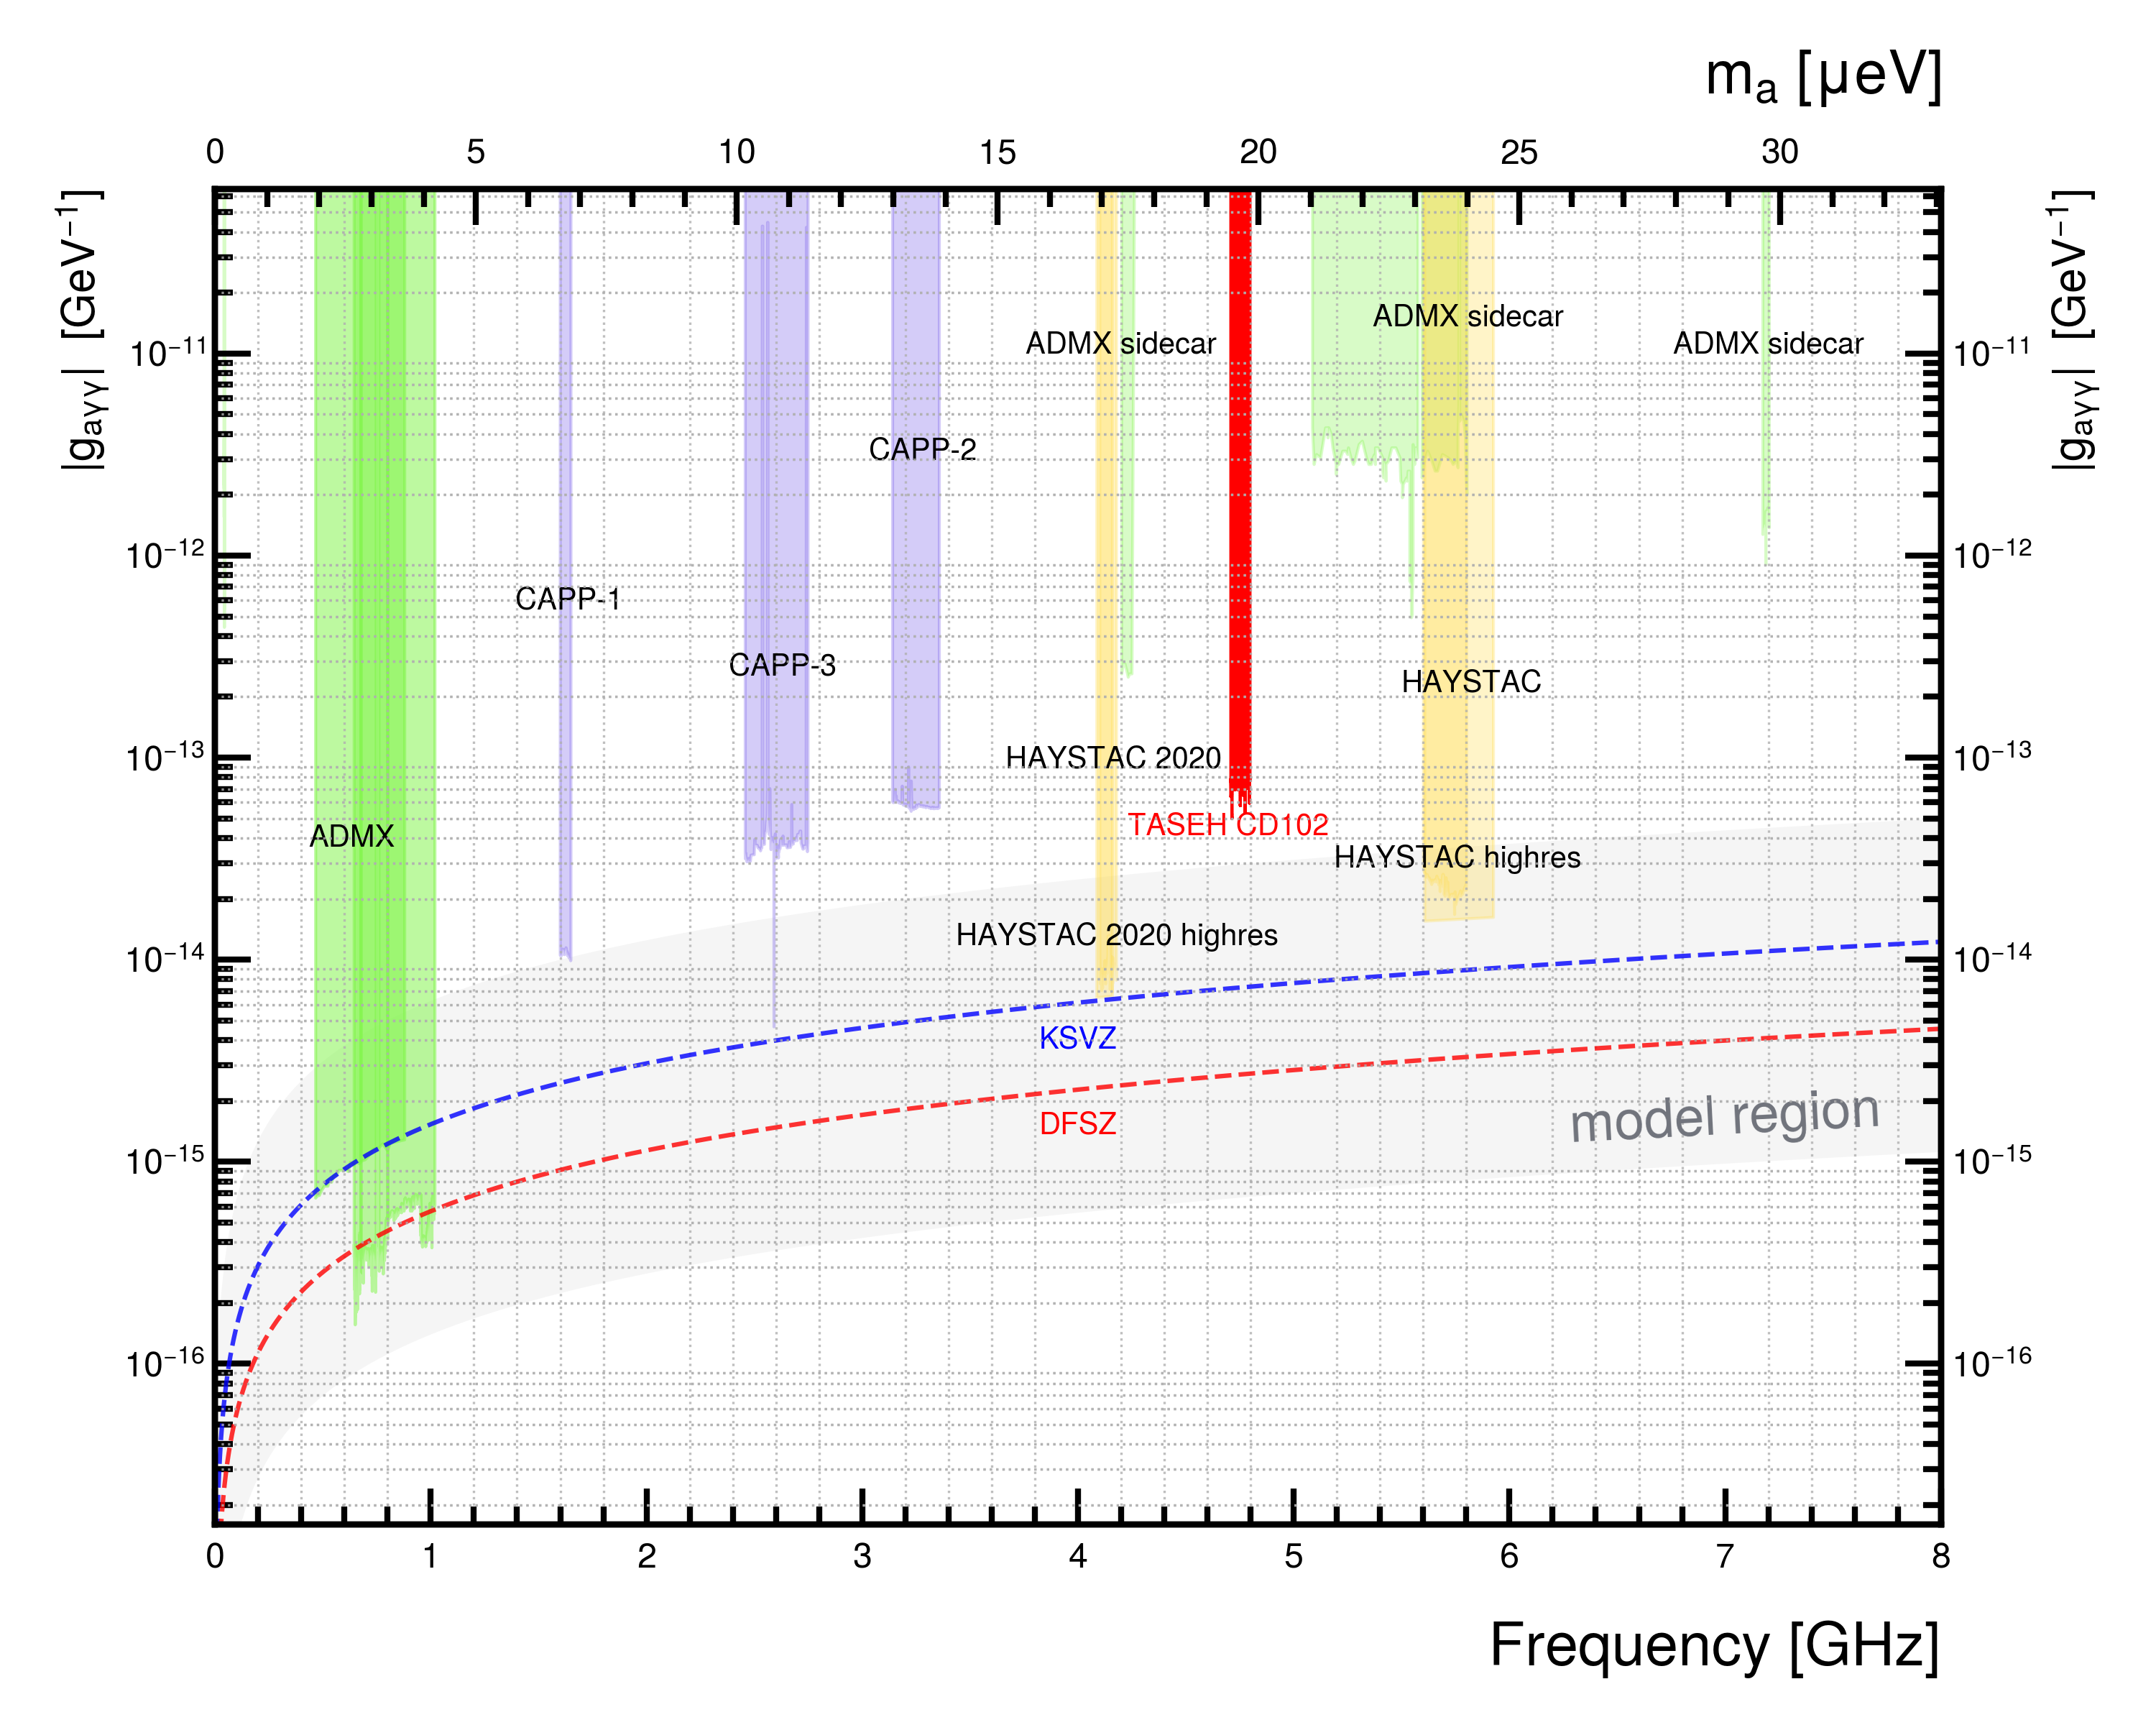 mₐ [µeV]
0 5 10 15 20 25 30
|g_aγγ| [GeV⁻¹]
|g_aγγ| [GeV⁻¹]
ADMX sidecar
ADMX sidecar
ADMX sidecar
10⁻¹¹
10⁻¹¹
CAPP-2
10⁻¹²
10⁻¹²
CAPP-1
CAPP-3
HAYSTAC
10⁻¹³
HAYSTAC 2020
10⁻¹³
TASEH CD102
ADMX
HAYSTAC highres
HAYSTAC 2020 highres
10⁻¹⁴
10⁻¹⁴
KSVZ
DFSZ
model region
10⁻¹⁵
10⁻¹⁵
10⁻¹⁶
10⁻¹⁶
0 1 2 3 4 5 6 7 8
Frequency [GHz]